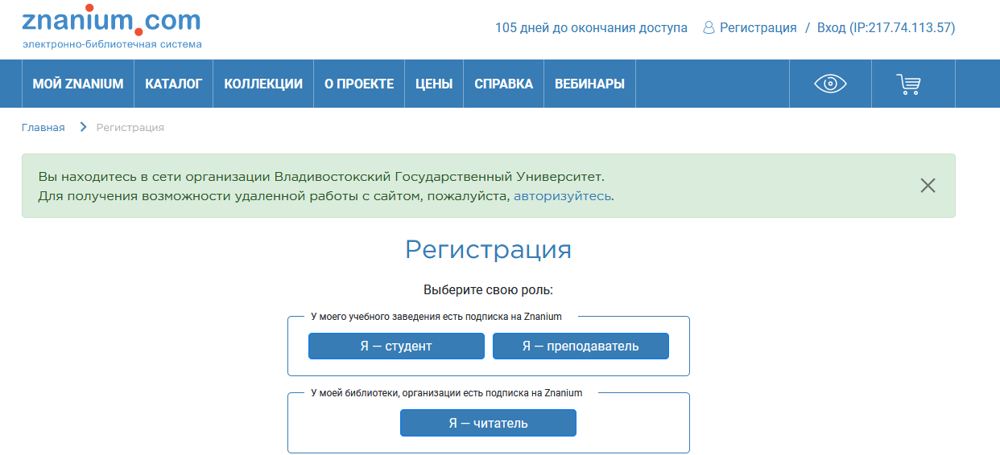 znanium.com
электронно-библиотечная система
105 дней до окончания доступа Регистрация / Вход (IP:217.74.113.57)
МОЙ ZNANIUM КАТАЛОГ КОЛЛЕКЦИИ О ПРОЕКТЕ ЦЕНЫ СПРАВКА ВЕБИНАРЫ
Главная Регистрация
Вы находитесь в сети организации Владивостокский Государственный Университет.
Для получения возможности удаленной работы с сайтом, пожалуйста, авторизуйтесь.
Регистрация
Выберите свою роль:
У моего учебного заведения есть подписка на Znanium
Я — студент Я — преподаватель
У моей библиотеки, организации есть подписка на Znanium
Я — читатель